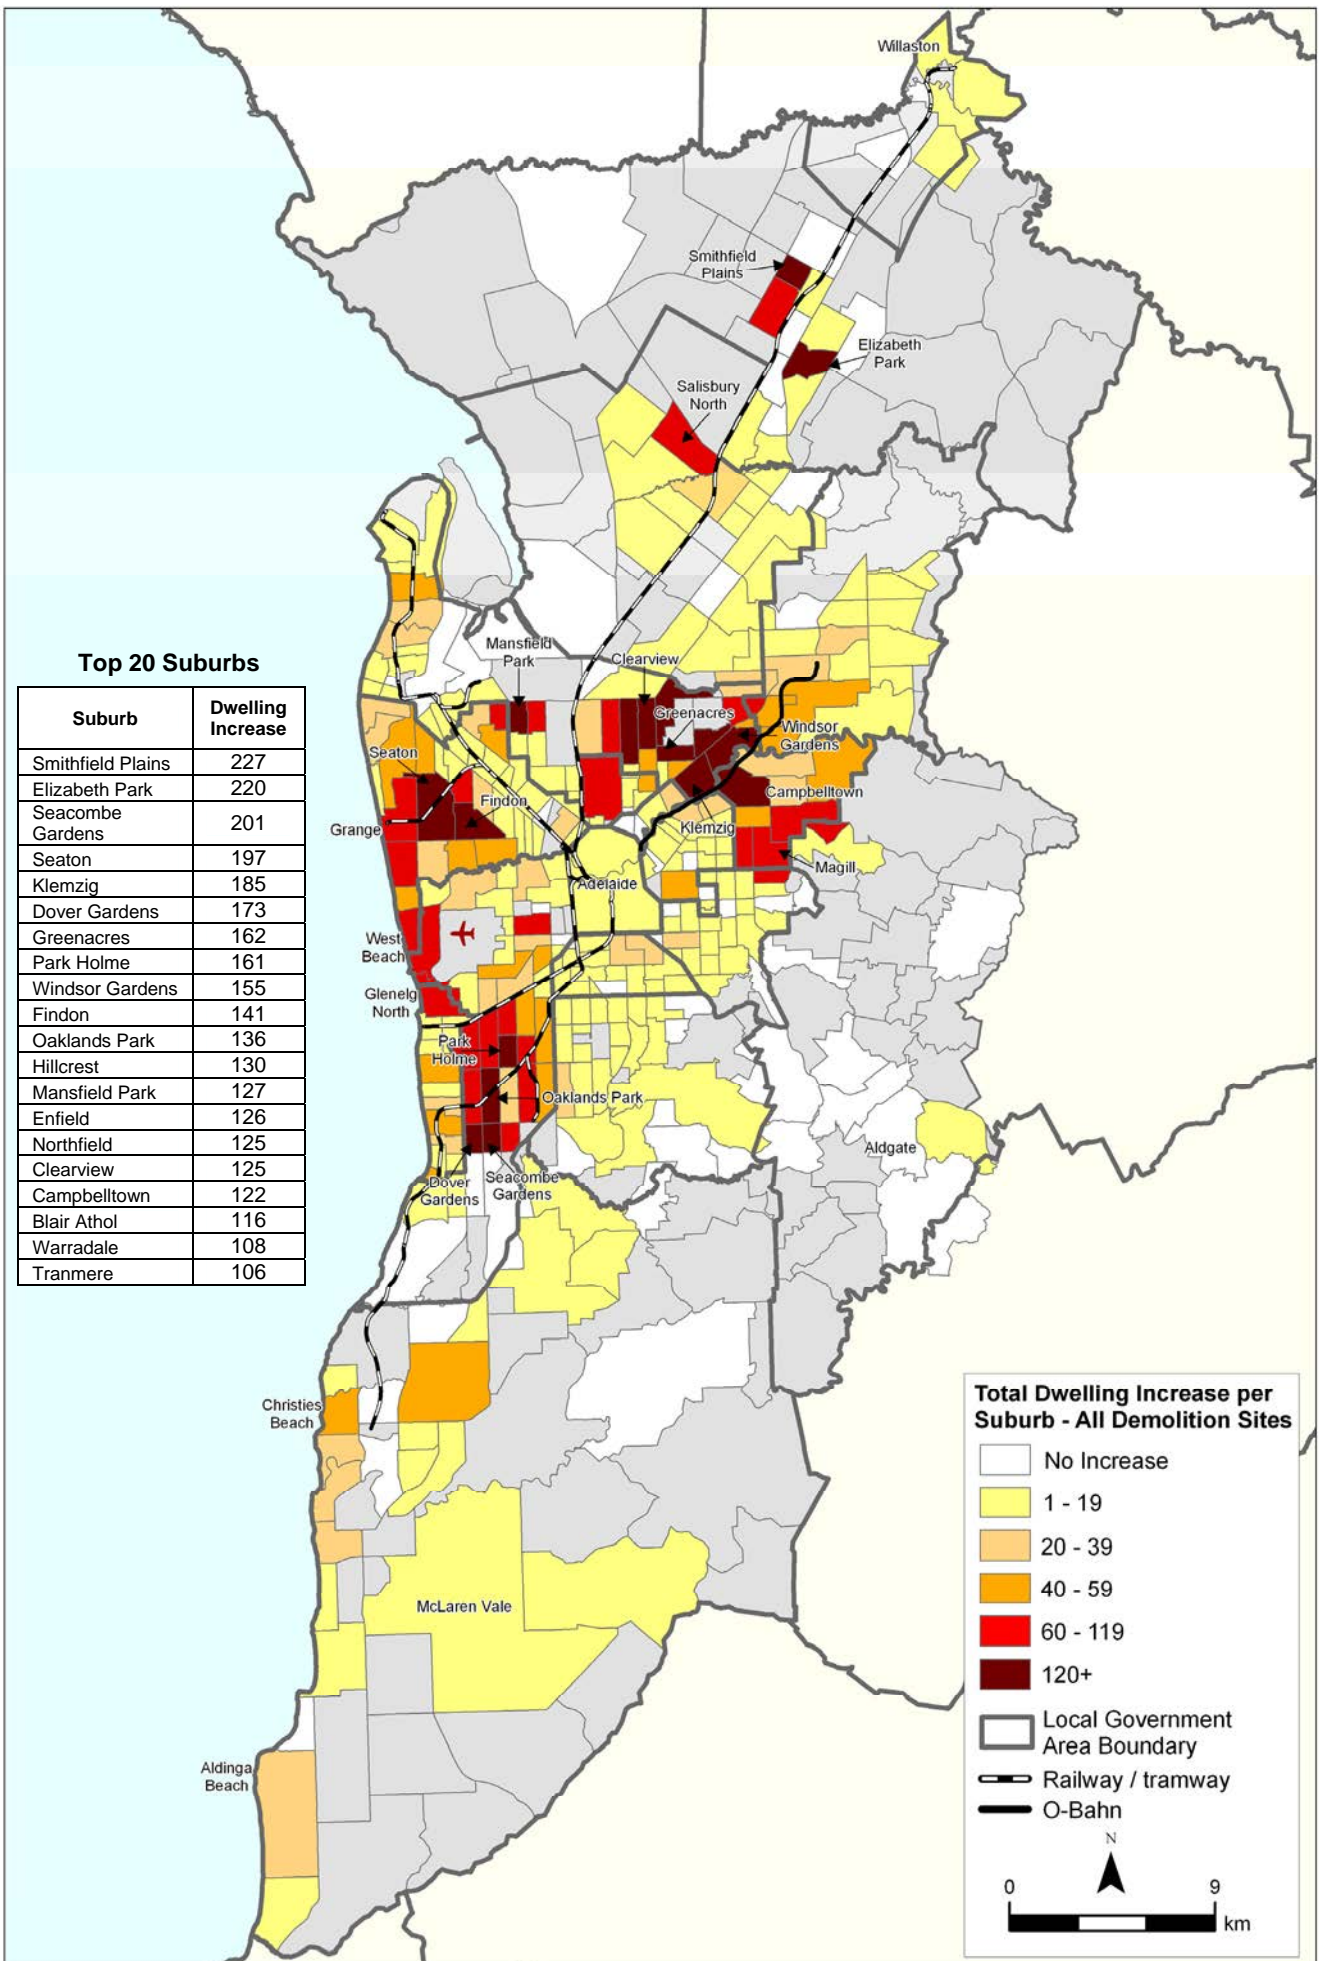 Willaston
Smithfield
Plains
Elizabeth
Park
Salisbury
North
Mansfield
Park
Clearview
Greenacres
Windsor
Gardens
Seaton
Findon
Campbelltown
Grange
Klemzig
Magill
Adelaide
West
Beach
Glenelg
North
Park
Holme
Oaklands Park
Aldgate
Dover
Gardens
Seacombe
Gardens
Christies
Beach
McLaren Vale
Aldinga
Beach
Top 20 Suburbs
Suburb Dwelling
Increase
Smithfield Plains 227
Elizabeth Park 220
Seacombe
Gardens 201
Seaton 197
Klemzig 185
Dover Gardens 173
Greenacres 162
Park Holme 161
Windsor Gardens 155
Findon 141
Oaklands Park 136
Hillcrest 130
Mansfield Park 127
Enfield 126
Northfield 125
Clearview 125
Campbelltown 122
Blair Athol 116
Warradale 108
Tranmere 106
Total Dwelling Increase per
Suburb - All Demolition Sites
No Increase
1 - 19
20 - 39
40 - 59
60 - 119
120+
Local Government
Area Boundary
Railway / tramway
O-Bahn
N
0 9
km